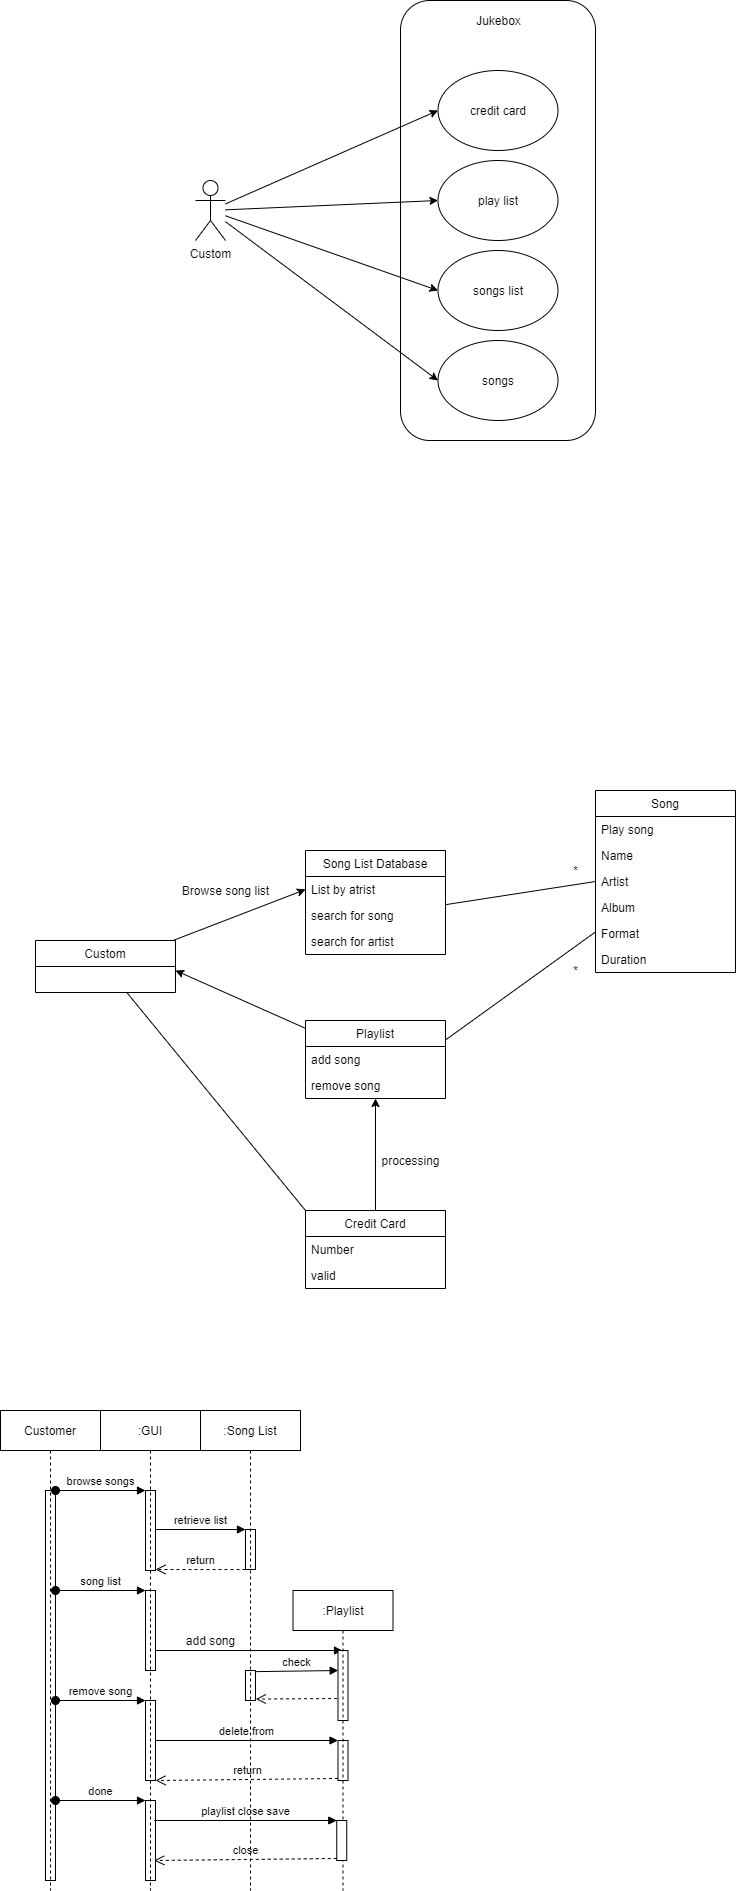 Jukebox
credit card
play list
songs list
songs
Custom
Song
Play song
Name
Artist
Album
Format
Duration
*
*
Song List Database
List by atrist
search for song
search for artist
Browse song list
Custom
Playlist
add song
remove song
processing
Credit Card
Number
valid
Customer
:GUI
:Song List
browse songs
retrieve list
return
song list
:Playlist
add song
check
remove song
delete from
return
done
playlist close save
close